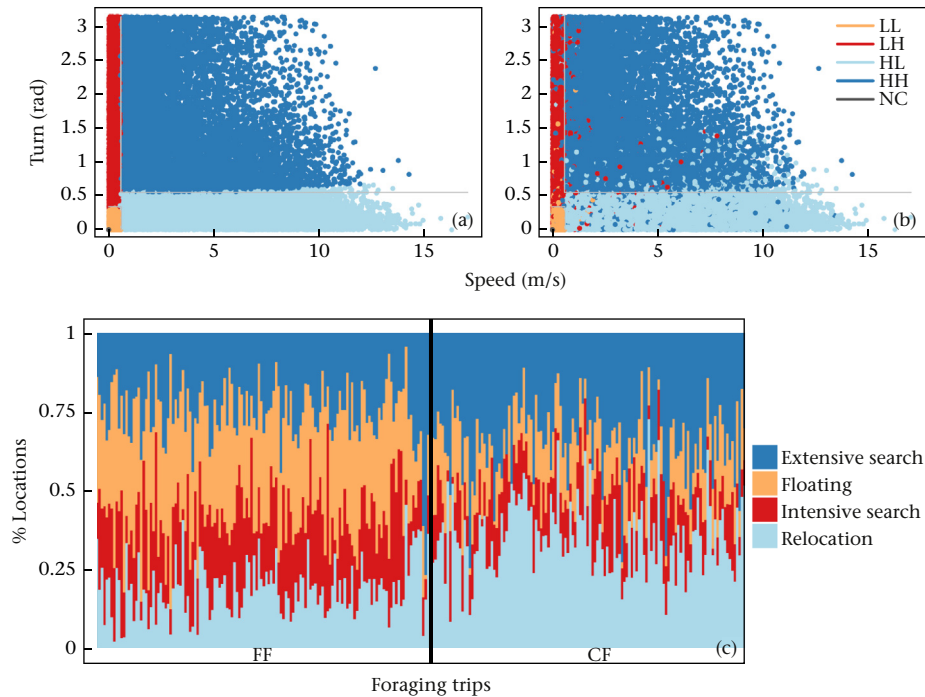 3
2.5
2
1.5
1
0.5
0
Turn (rad)
0
5
10
15
(a)
LL
LH
HL
HH
NC
3
2.5
2
1.5
1
0.5
0
0
5
10
15
(b)
Speed (m/s)
1
0.75
0.5
0.25
0
% Locations
FF
CF
(c)
Foraging trips
Extensive search
Floating
Intensive search
Relocation